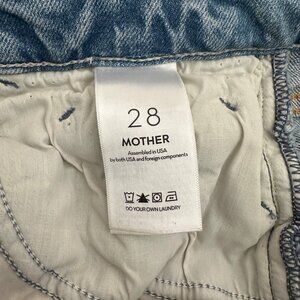 28
MOTHER
Assembled in USA
by both USA and foreign components
DO YOUR OWN LAUNDRY